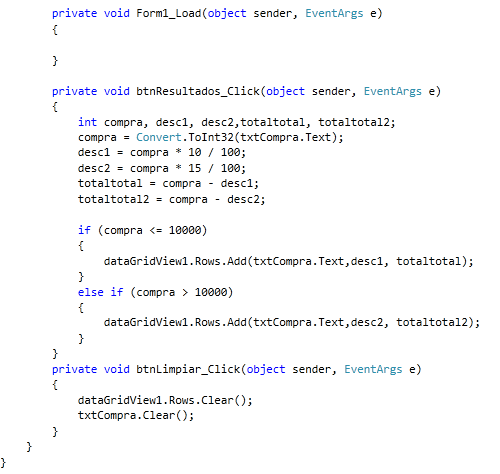 private void Form1_Load(object sender, EventArgs e)
{
}
private void btnResultados_Click(object sender, EventArgs e)
{
int compra, desc1, desc2,totaltotal, totaltotal2;
compra = Convert.ToInt32(txtCompra.Text);
desc1 = compra * 10 / 100;
desc2 = compra * 15 / 100;
totaltotal = compra - desc1;
totaltotal2 = compra - desc2;
if (compra <= 10000)
{
dataGridView1.Rows.Add(txtCompra.Text,desc1, totaltotal);
}
else if (compra > 10000)
{
dataGridView1.Rows.Add(txtCompra.Text,desc2, totaltotal2);
}
}
private void btnLimpiar_Click(object sender, EventArgs e)
{
dataGridView1.Rows.Clear();
txtCompra.Clear();
}
}
}